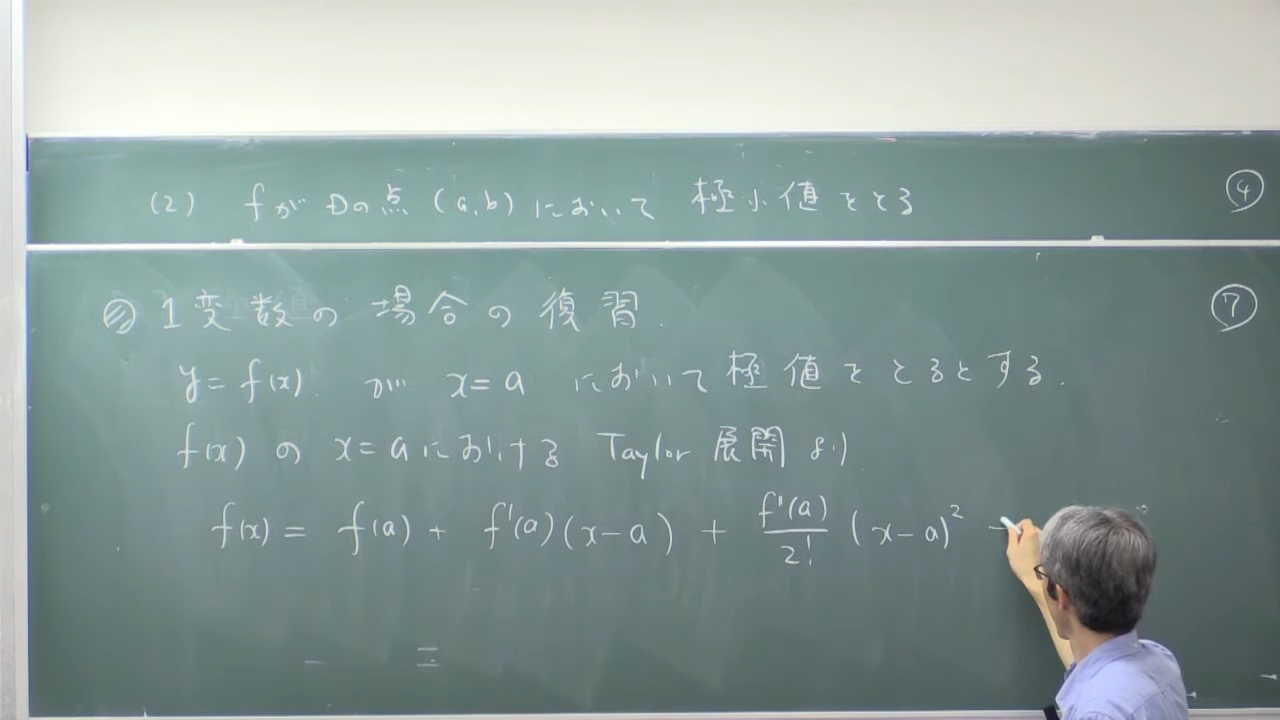 (2) f が D の点 (a,b) において 極小値をとる ④
◎ 1変数の場合の復習. ⑦
y = f(x) が x = a において極値をとるとする.
f(x) の x = a における Taylor 展開より
f(x) = f(a) + f'(a)(x-a) + f''(a)/2! (x-a)² -